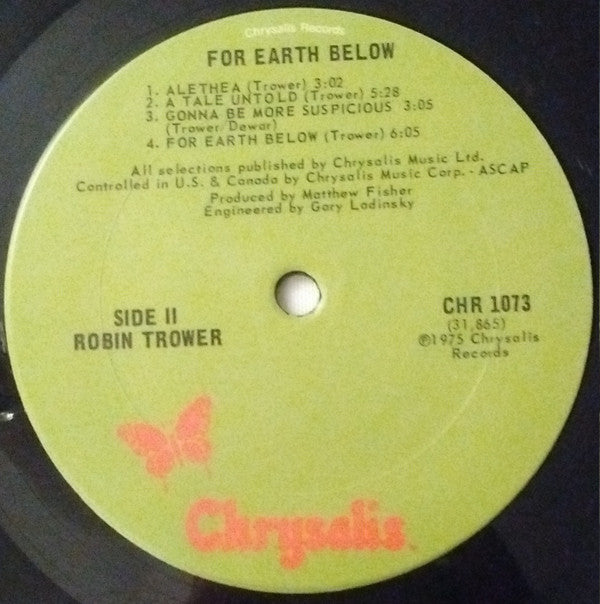 Chrysalis Records
FOR EARTH BELOW
1. ALETHEA (Trower) 3:02
2. A TALE UNTOLD (Trower) 5:28
3. GONNA BE MORE SUSPICIOUS 3:05
(Trower Dewar)
4. FOR EARTH BELOW (Trower) 6:05
All selections published by Chrysalis Music Ltd.
Controlled in U.S. & Canada by Chrysalis Music Corp. - ASCAP
Produced by Matthew Fisher
Engineered by Gary Ladinsky
SIDE II
ROBIN TROWER
CHR 1073
(31,865)
℗1975 Chrysalis
Records
Chrysalis